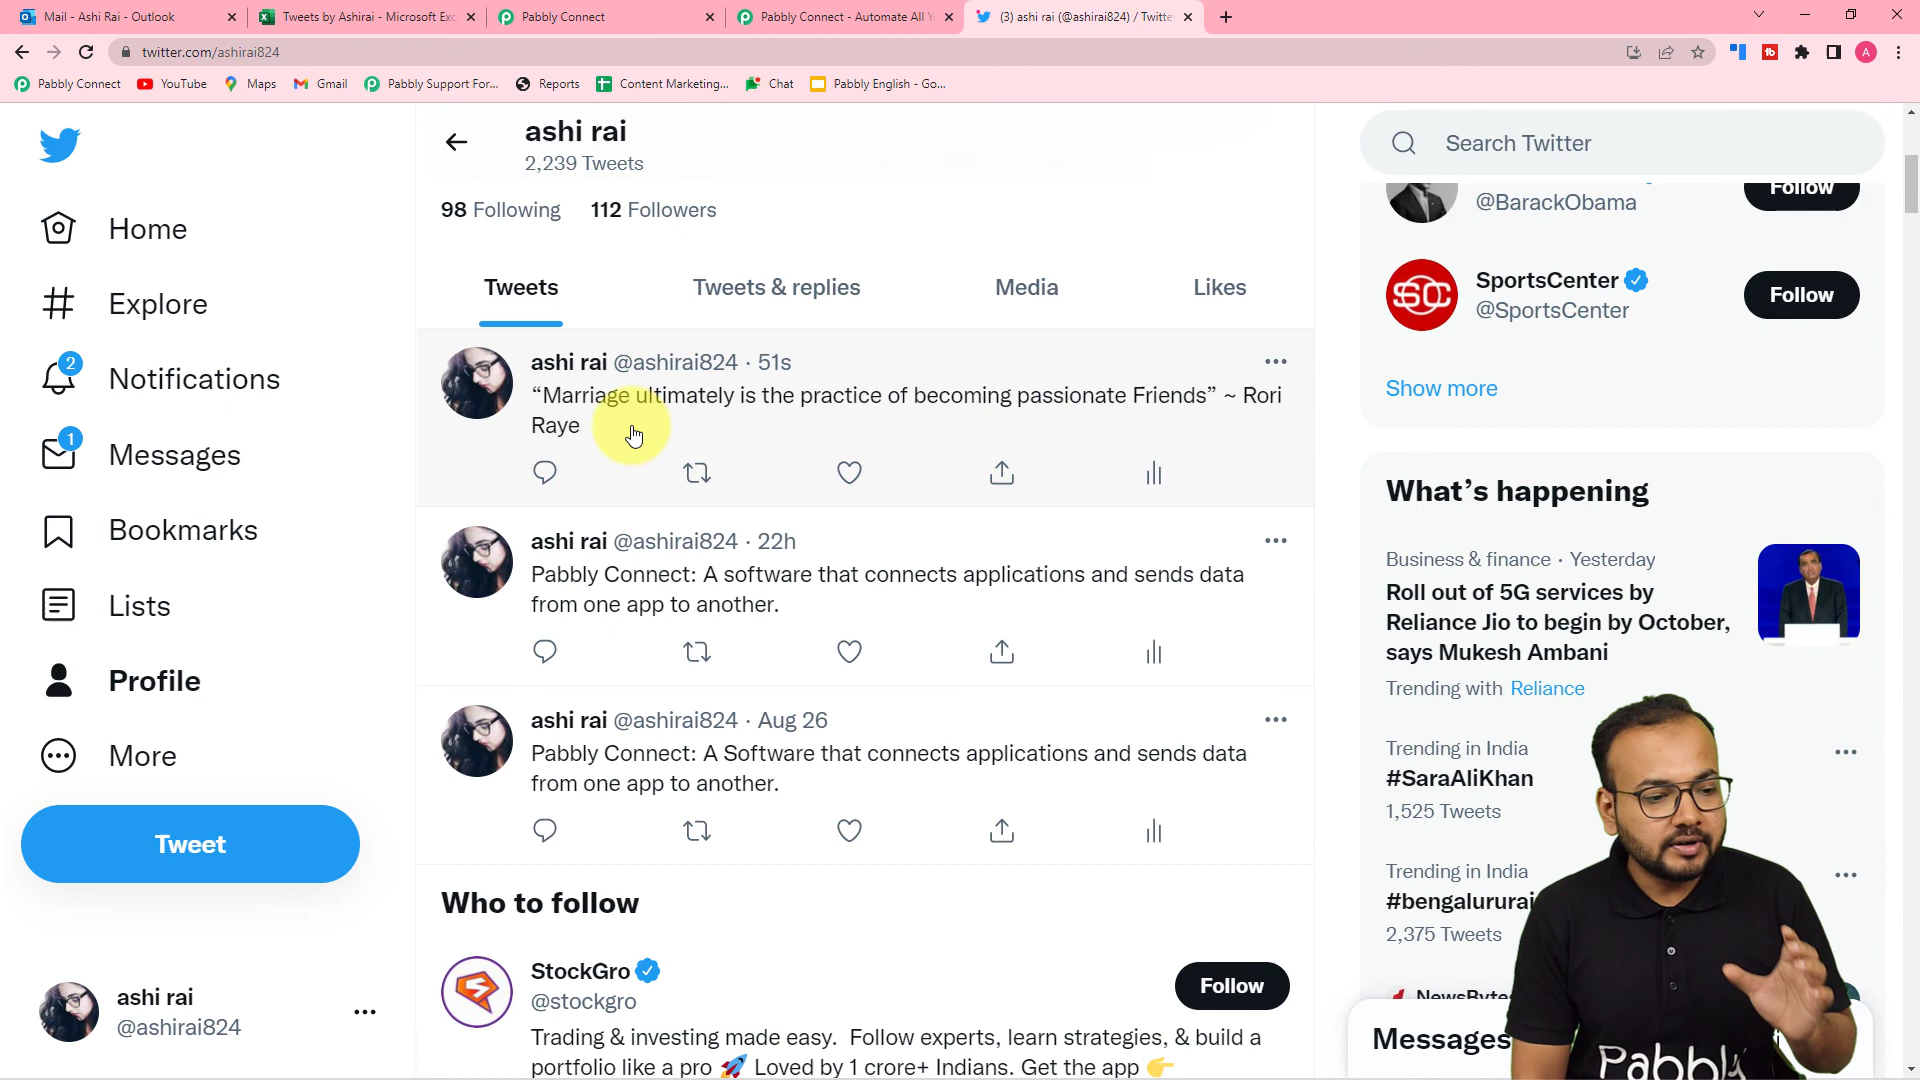 Mail - Ashi Rai - Outlook
Tweets by Ashirai - Microsoft Exc
Pabbly Connect
Pabbly Connect - Automate All Y
(3) ashi rai (@ashirai824) / Twitte
twitter.com/ashirai824
A
Pabbly Connect
YouTube
Maps
Gmail
Pabbly Support For...
Reports
Content Marketing...
Chat
Pabbly English - Go...
Home
Explore
2
Notifications
1
Messages
Bookmarks
Lists
Profile
More
Tweet
ashi rai
@ashirai824
ashi rai
2,239 Tweets
98 Following 112 Followers
Tweets
Tweets & replies
Media
Likes
ashi rai @ashirai824 · 51s
“Marriage ultimately is the practice of becoming passionate Friends” ~ Rori
Raye
ashi rai @ashirai824 · 22h
Pabbly Connect: A software that connects applications and sends data
from one app to another.
ashi rai @ashirai824 · Aug 26
Pabbly Connect: A Software that connects applications and sends data
from one app to another.
Who to follow
StockGro
@stockgro
Follow
Trading & investing made easy. Follow experts, learn strategies, & build a
portfolio like a pro 🚀 Loved by 1 crore+ Indians. Get the app 👉
Search Twitter
@BarackObama
Follow
SportsCenter
@SportsCenter
Follow
Show more
What’s happening
Business & finance · Yesterday
Roll out of 5G services by
Reliance Jio to begin by October,
says Mukesh Ambani
Trending with Reliance
Trending in India
#SaraAliKhan
1,525 Tweets
Trending in India
#bengalururai
2,375 Tweets
NewsByte
Messages
Pabbly